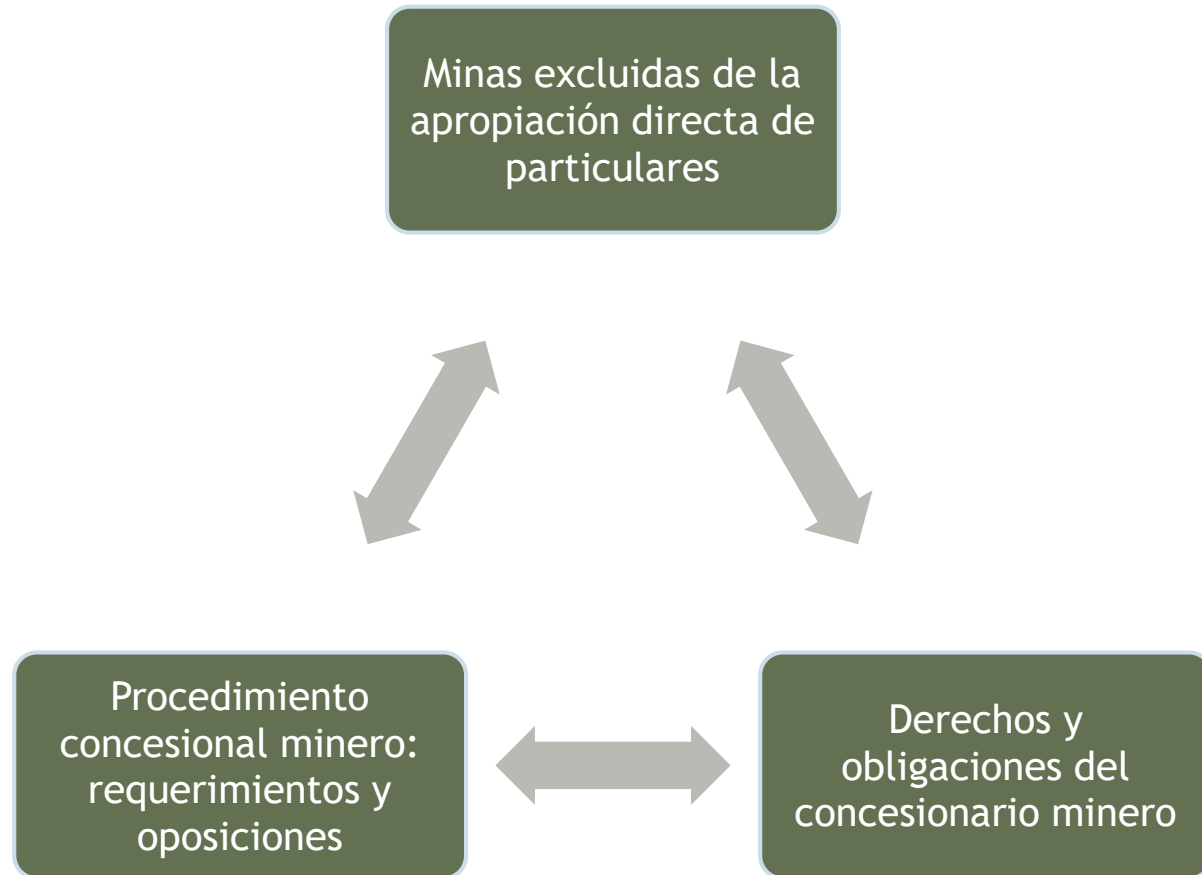 Minas excluidas de la
apropiación directa de
particulares
Procedimiento
concesional minero:
requerimientos y
oposiciones
Derechos y
obligaciones del
concesionario minero